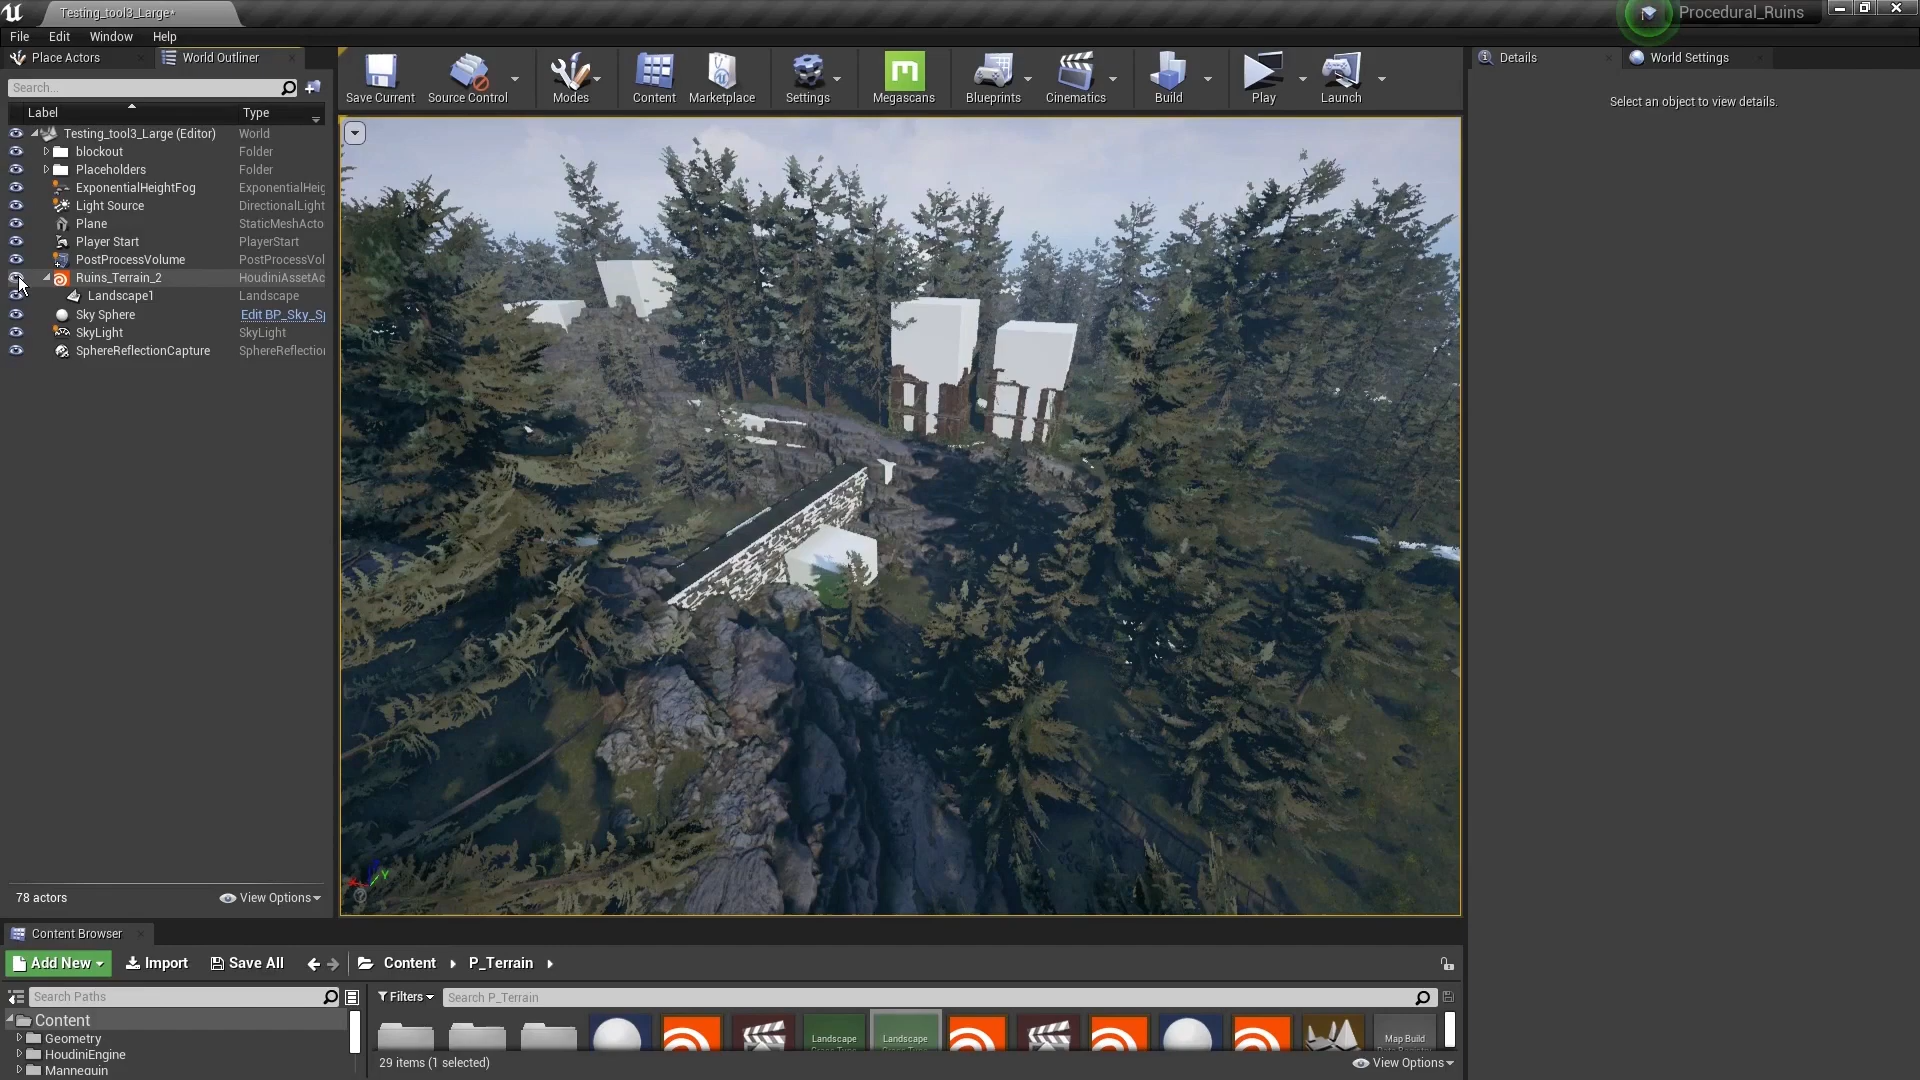 Testing_tool3_Large*
Procedural_Ruins
File Edit Window Help
Place Actors
World Outliner
Search...
Label Type
Testing_tool3_Large (Editor) World
blockout Folder
Placeholders Folder
ExponentialHeightFog ExponentialHeig
Light Source DirectionalLight
Plane StaticMeshActo
Player Start PlayerStart
PostProcessVolume PostProcessVol
Ruins_Terrain_2 HoudiniAssetAc
Landscape1 Landscape
Sky Sphere Edit BP_Sky_Sp
SkyLight SkyLight
SphereReflectionCapture SphereReflection
78 actors
View Options
Save Current Source Control Modes Content Marketplace Settings Megascans Blueprints Cinematics Build Play Launch
Details
World Settings
Select an object to view details.
Content Browser
Add New Import Save All Content P_Terrain
Search Paths
Content
Geometry
HoudiniEngine
Mannequin
Filters
Search P_Terrain
Landscape
Landscape
Map Build
29 items (1 selected)
View Options